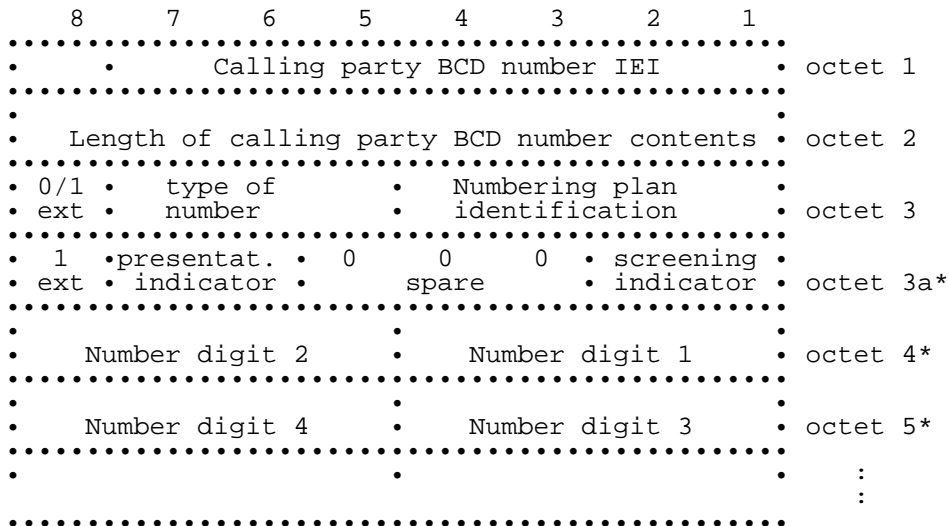 8 7 6 5 4 3 2 1
Calling party BCD number IEI octet 1
Length of calling party BCD number contents octet 2
0/1 type of Numbering plan
ext number identification octet 3
1 presentat. 0 0 0 screening
ext indicator spare indicator octet 3a*
Number digit 2 Number digit 1 octet 4*
Number digit 4 Number digit 3 octet 5*
:
: